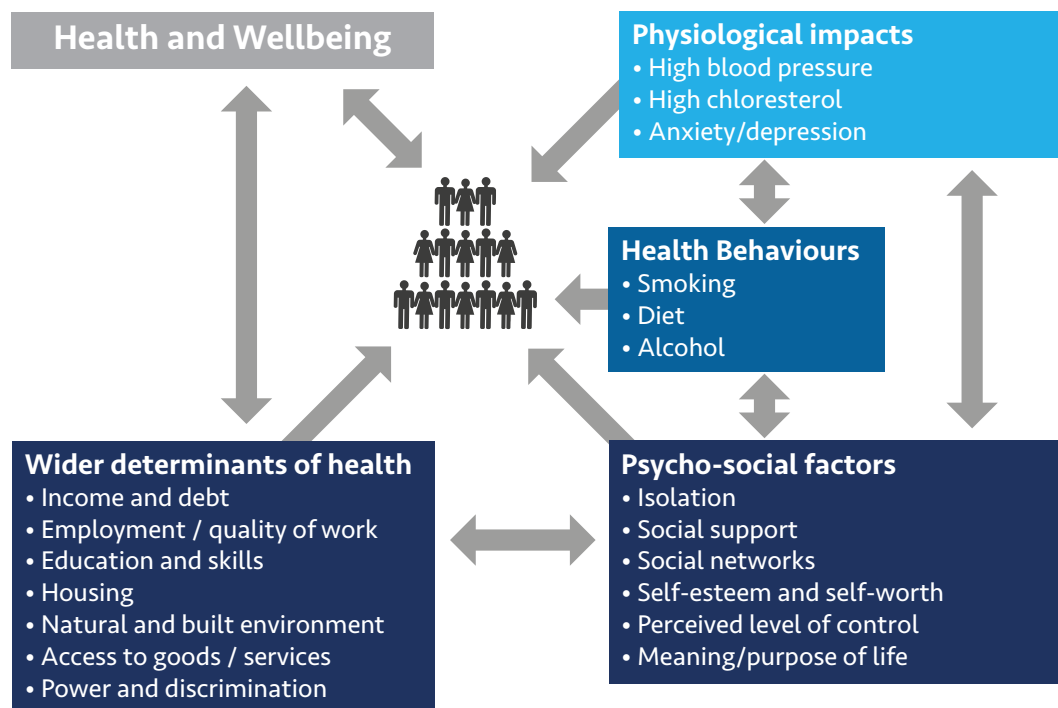 Health and Wellbeing
Physiological impacts
• High blood pressure
• High chloresterol
• Anxiety/depression
Health Behaviours
• Smoking
• Diet
• Alcohol
Wider determinants of health
• Income and debt
• Employment / quality of work
• Education and skills
• Housing
• Natural and built environment
• Access to goods / services
• Power and discrimination
Psycho-social factors
• Isolation
• Social support
• Social networks
• Self-esteem and self-worth
• Perceived level of control
• Meaning/purpose of life